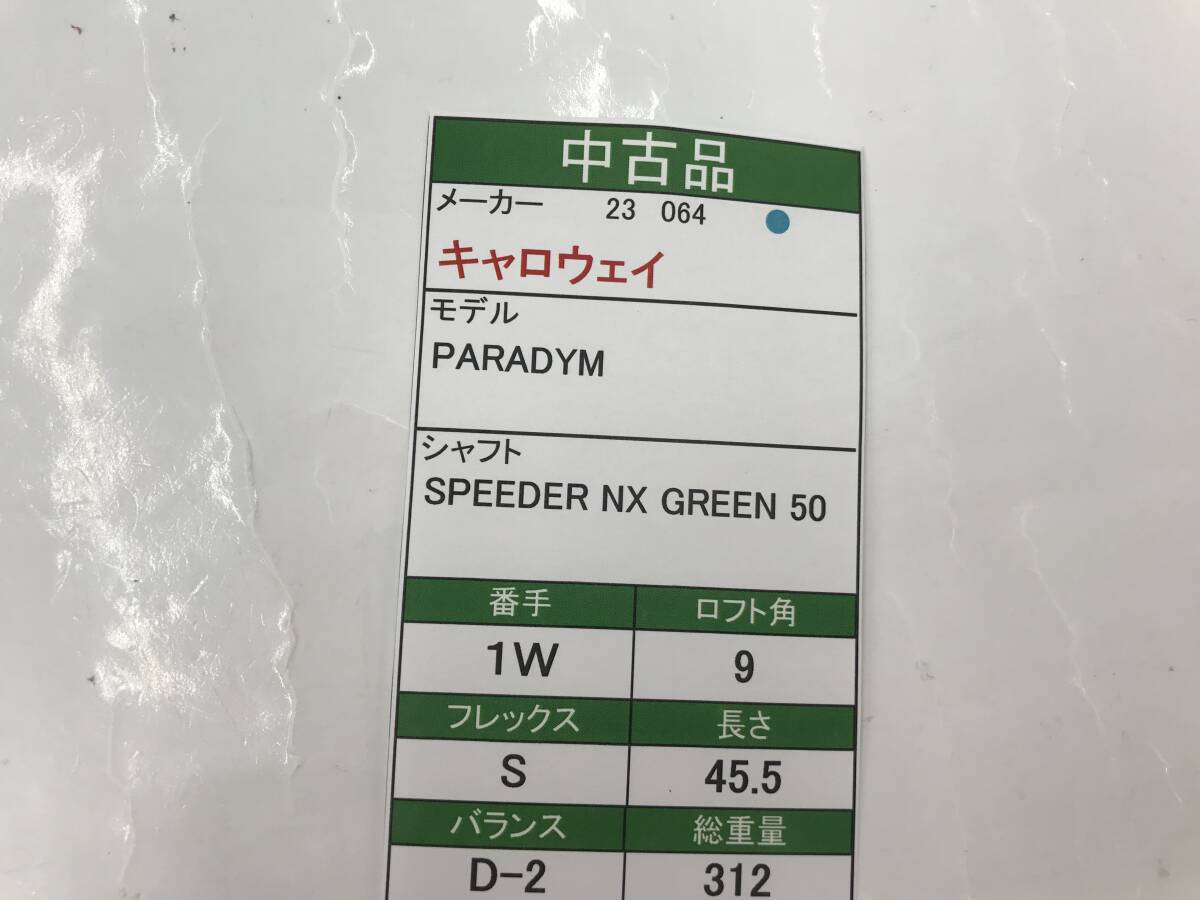 中古品
メーカー 23 064
キャロウェイ
モデル
PARADYM
シャフト
SPEEDER NX GREEN 50
番手 ロフト角
1W 9
フレックス 長さ
S 45.5
バランス 総重量
D-2 312